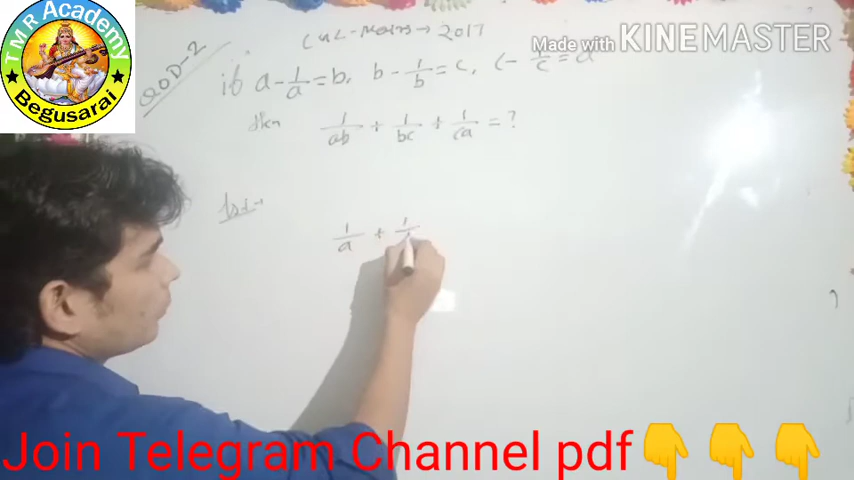 TMR Academy
Begusarai
Made with KINEMASTER
QOD-2
CGL-Mains → 2017
if a - 1/a = b, b - 1/b = c, c - 1/c = a
then 1/ab + 1/bc + 1/ca = ?
1/a + 1/
Join Telegram Channel pdf👇👇👇